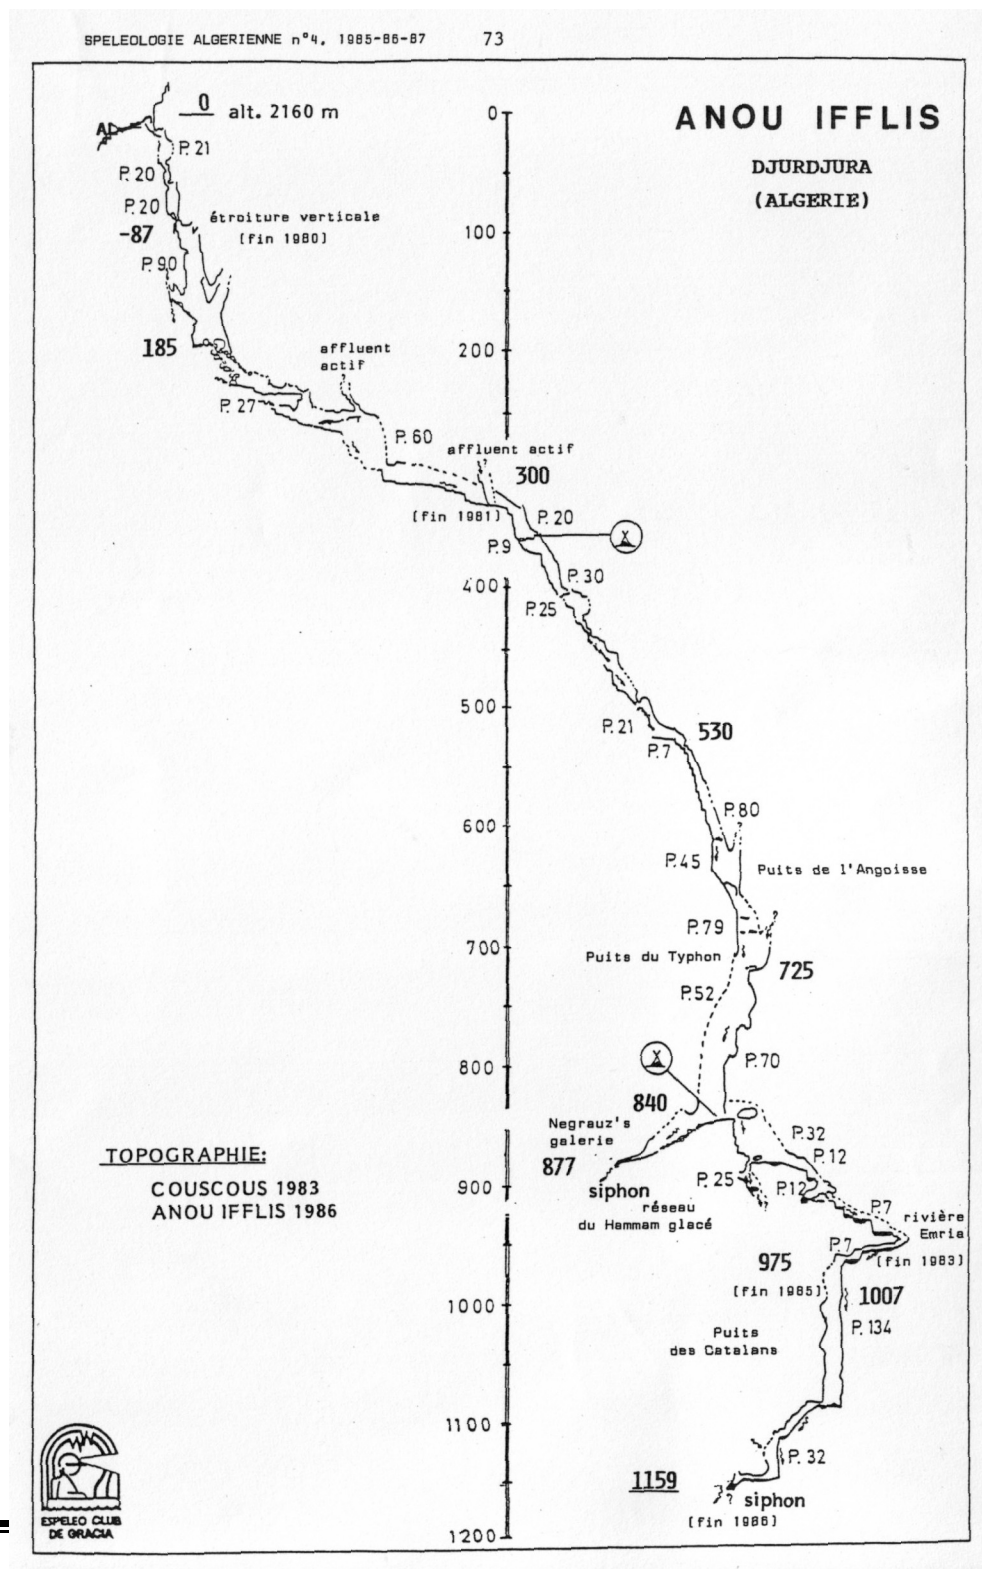 SPELEOLOGIE ALGERIENNE n°4, 1985-86-87
73
ANOU IFFLIS
DJURDJURA
(ALGERIE)
0
alt. 2160 m
A
P. 21
P. 20
P. 20
-87
étroiture verticale
[fin 1980]
P. 90
185
affluent
actif
P. 27
P. 60
affluent actif
300
[fin 1981]
P. 20
P. 9
P. 30
P. 25
P. 21
530
P. 7
P. 80
P. 45
Puits de l'Angoisse
P. 79
Puits du Typhon
725
P. 52
P. 70
840
Negrauz's
galerie
877
siphon
P. 32
P. 12
P. 25
P. 12
réseau
du Hammam glacé
P. 7
rivière
Emria
P. 7
[fin 1983]
975
[fin 1985]
1007
P. 134
Puits
des Catalans
P. 32
1159
siphon
[fin 1986]
0
100
200
400
500
600
700
800
900
1000
1100
1200
TOPOGRAPHIE:
COUSCOUS 1983
ANOU IFFLIS 1986
ESPELEO CLUB
DE GRACIA